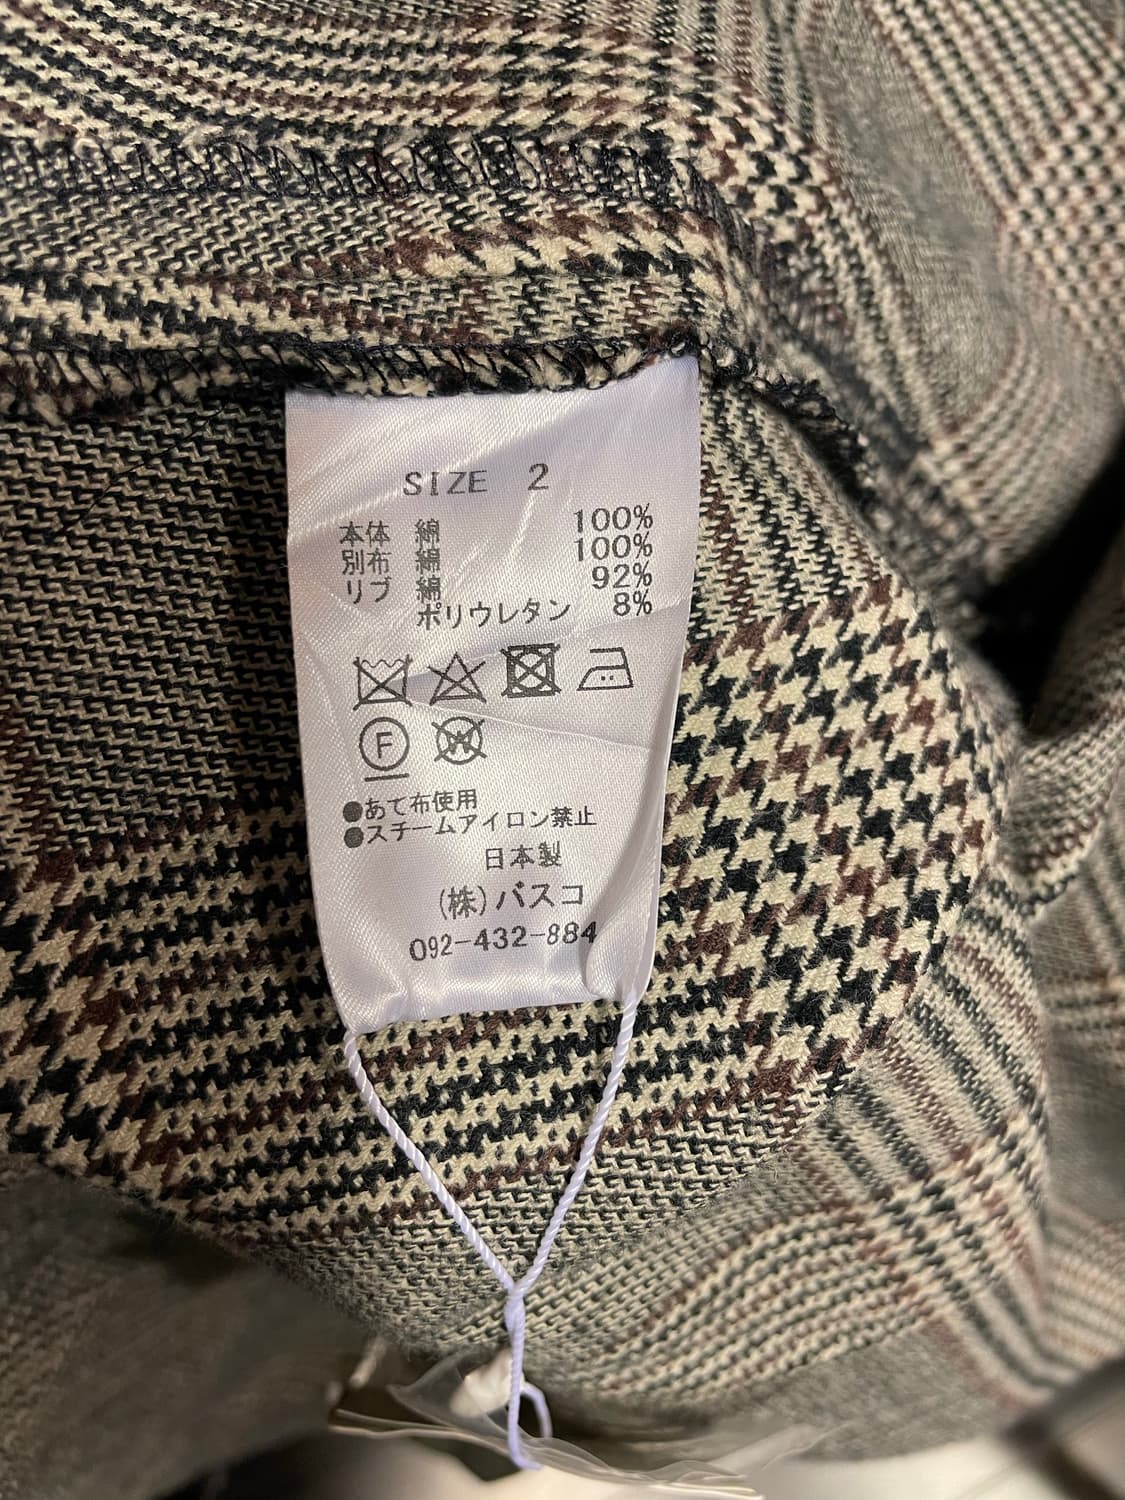 SIZE 2
本体 綿 100%
別布 綿 100%
リブ 綿 92%
ポリウレタン 8%
F
W
●あて布使用
●スチームアイロン禁止
日本製
(株)パスコ
092-432-884